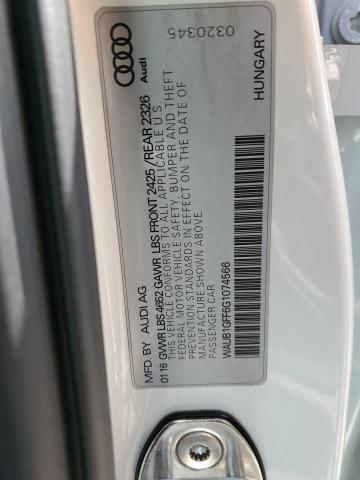 MFD. BY AUDI AG
01 16 GVWR LBS 4662 GAWR LBS FRONT 2425 / REAR 2326
THIS VEHICLE CONFORMS TO ALL APPLICABLE U.S.
FEDERAL MOTOR VEHICLE SAFETY, BUMPER AND THEFT
PREVENTION STANDARDS IN EFFECT ON THE DATE OF
MANUFACTURE SHOWN ABOVE
PASSENGER CAR
WAUB1GFF6G1074566
Audi
0320345
HUNGARY